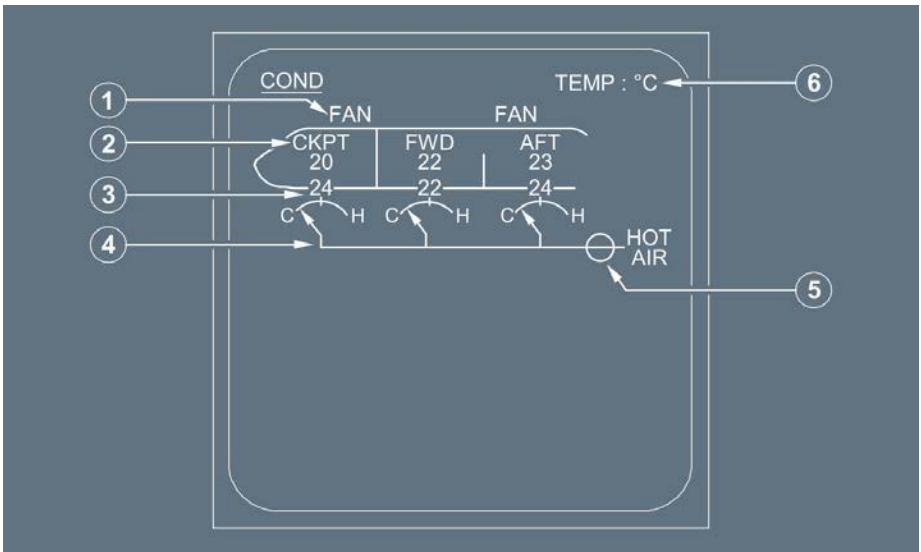 COND
TEMP : °C
6
1
FAN FAN
2
CKPT FWD AFT
20 22 23
3
24 22 24
C H C H C H
4
HOT
AIR
5